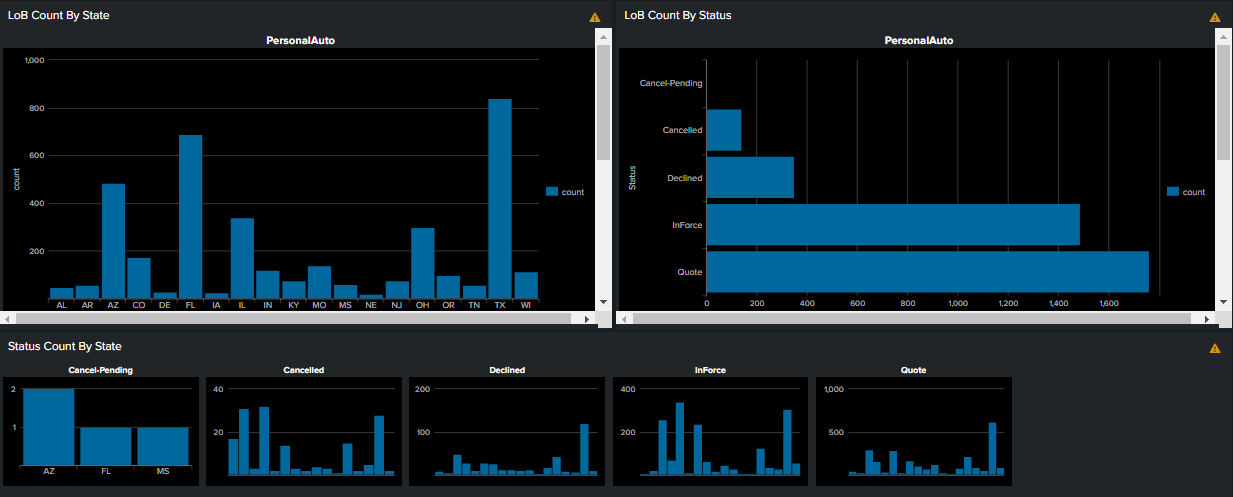 LoB Count By State
PersonalAuto
1,000
800
600
400
200
count
AL AR AZ CO DE FL IA IL IN KY MO MS NE NJ OH OR TN TX WI
count
LoB Count By Status
PersonalAuto
Status
Cancel-Pending
Cancelled
Declined
InForce
Quote
0 200 400 600 800 1,000 1,200 1,400 1,600
count
Status Count By State
Cancel-Pending
2
1
AZ FL MS
Cancelled
40
20
Declined
200
100
InForce
400
200
Quote
1,000
500